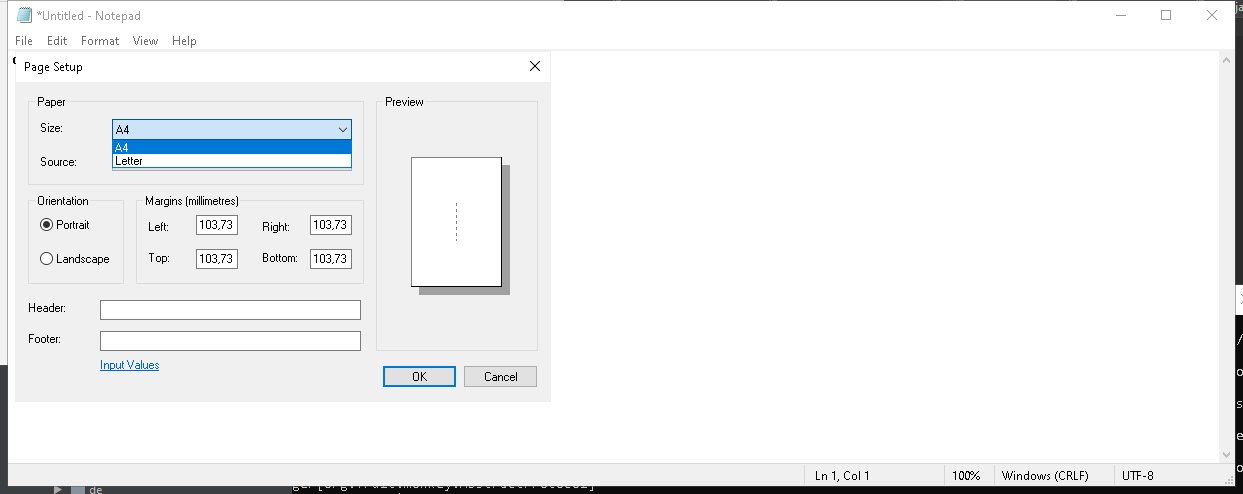 *Untitled - Notepad
File Edit Format View Help
Page Setup
Paper
Size:
A4
A4
Letter
Source:
Orientation
Portrait
Landscape
Margins (millimetres)
Left: 103,73 Right: 103,73
Top: 103,73 Bottom: 103,73
Header:
Footer:
Input Values
Preview
OK Cancel
Ln 1, Col 1 100% Windows (CRLF) UTF-8
de